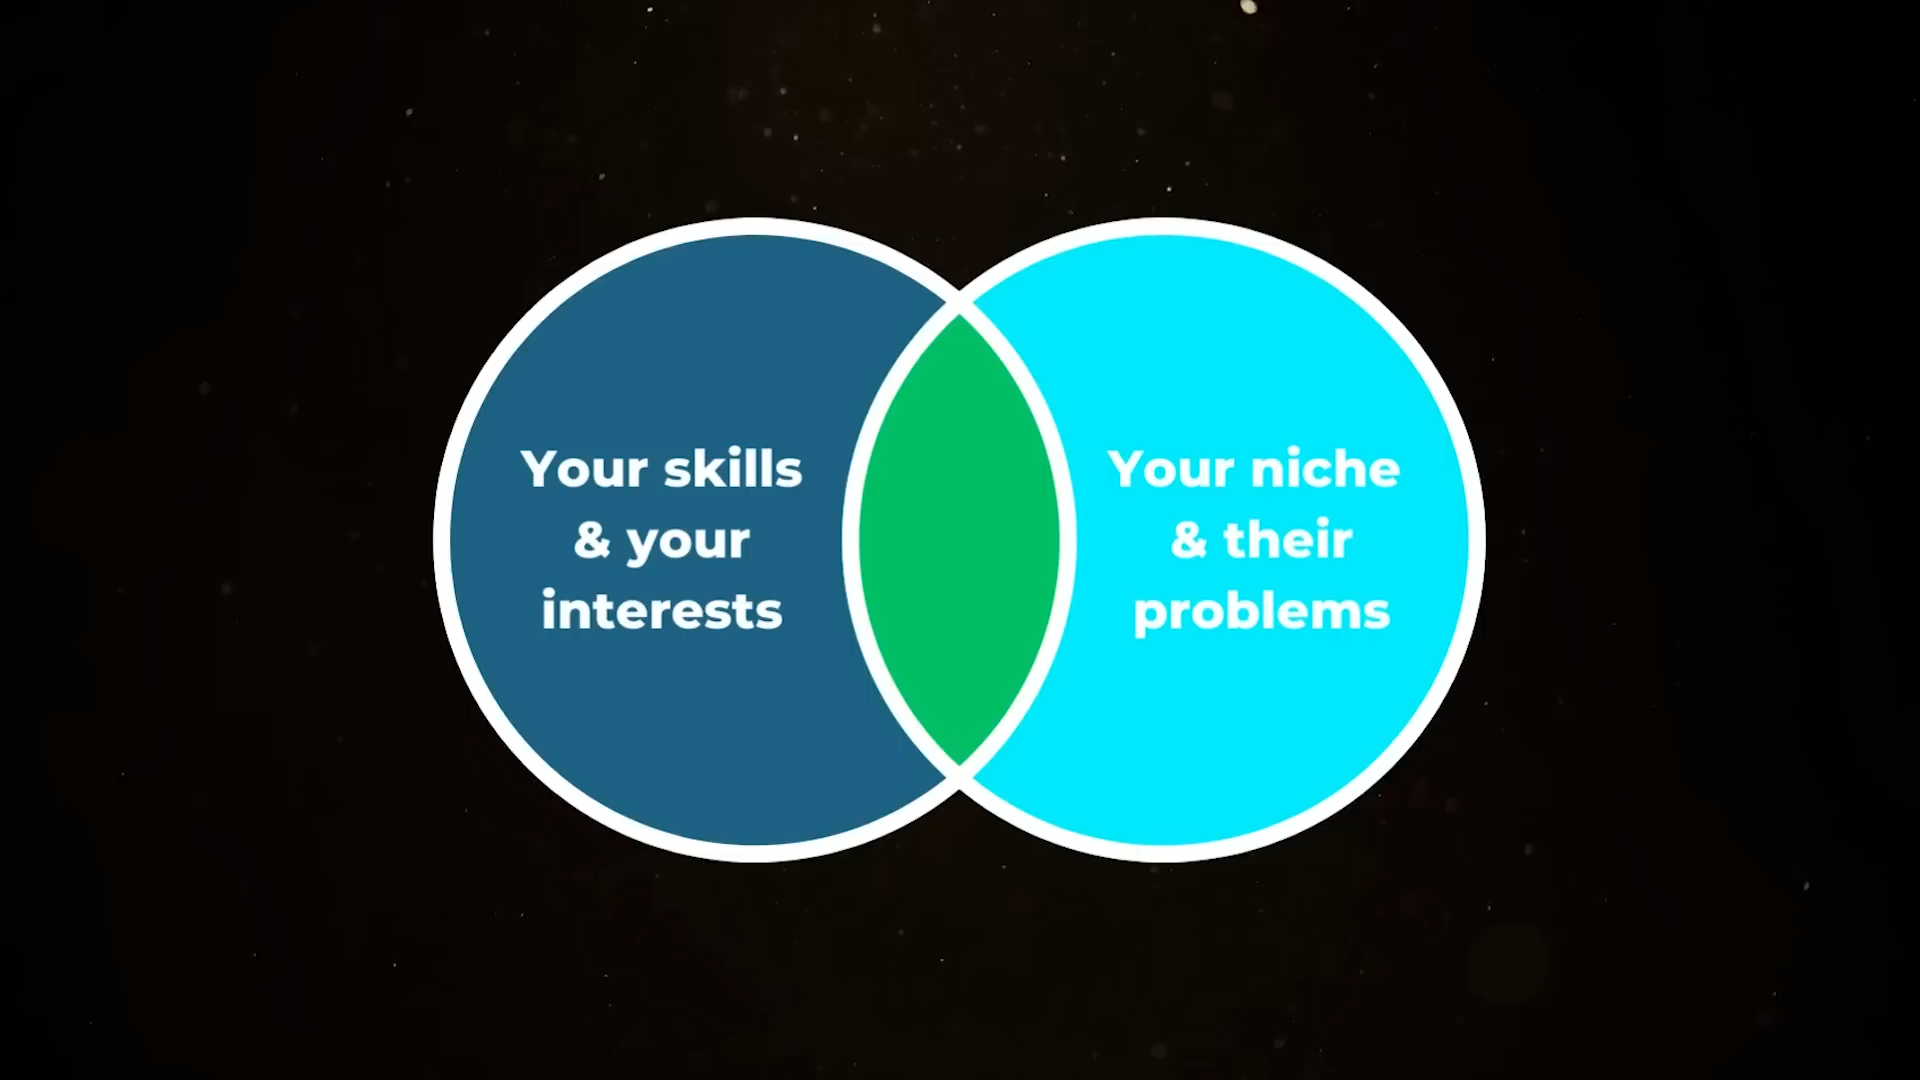 Your skills
& your
interests
Your niche
& their
problems